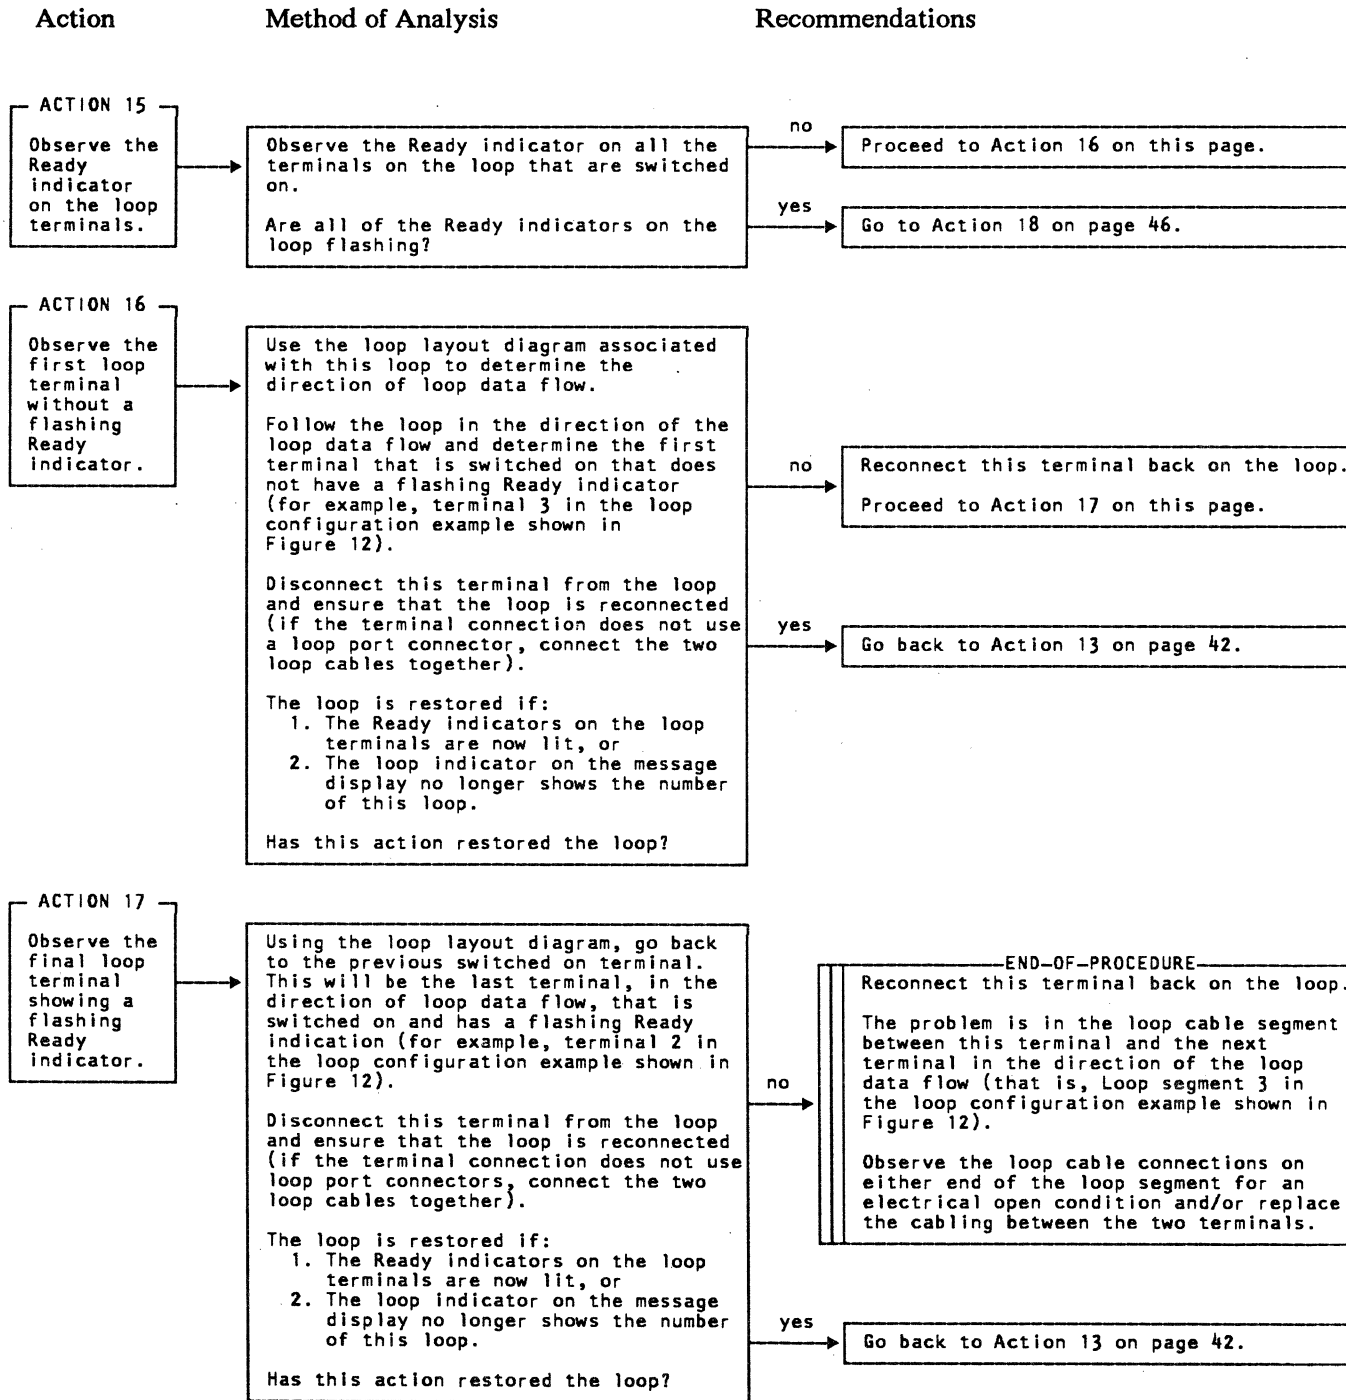 Action Method of Analysis Recommendations
ACTION 15
Observe the
Ready
indicator
on the loop
terminals.
Observe the Ready indicator on all the
terminals on the loop that are switched
on.
Are all of the Ready indicators on the
loop flashing?
no
Proceed to Action 16 on this page.
yes
Go to Action 18 on page 46.
ACTION 16
Observe the
first loop
terminal
without a
flashing
Ready
indicator.
Use the loop layout diagram associated
with this loop to determine the
direction of loop data flow.
Follow the loop in the direction of the
loop data flow and determine the first
terminal that is switched on that does
not have a flashing Ready indicator
(for example, terminal 3 in the loop
configuration example shown in
Figure 12).
Disconnect this terminal from the loop
and ensure that the loop is reconnected
(if the terminal connection does not use
a loop port connector, connect the two
loop cables together).
The loop is restored if:
1. The Ready indicators on the loop
terminals are now lit, or
2. The loop indicator on the message
display no longer shows the number
of this loop.
Has this action restored the loop?
no
Reconnect this terminal back on the loop.
Proceed to Action 17 on this page.
yes
Go back to Action 13 on page 42.
ACTION 17
Observe the
final loop
terminal
showing a
flashing
Ready
indicator.
Using the loop layout diagram, go back
to the previous switched on terminal.
This will be the last terminal, in the
direction of loop data flow, that is
switched on and has a flashing Ready
indication (for example, terminal 2 in
the loop configuration example shown in
Figure 12).
Disconnect this terminal from the loop
and ensure that the loop is reconnected
(if the terminal connection does not use
loop port connectors, connect the two
loop cables together).
The loop is restored if:
1. The Ready indicators on the loop
terminals are now lit, or
2. The loop indicator on the message
display no longer shows the number
of this loop.
Has this action restored the loop?
no
END-OF-PROCEDURE
Reconnect this terminal back on the loop.
The problem is in the loop cable segment
between this terminal and the next
terminal in the direction of the loop
data flow (that is, Loop segment 3 in
the loop configuration example shown in
Figure 12).
Observe the loop cable connections on
either end of the loop segment for an
electrical open condition and/or replace
the cabling between the two terminals.
yes
Go back to Action 13 on page 42.